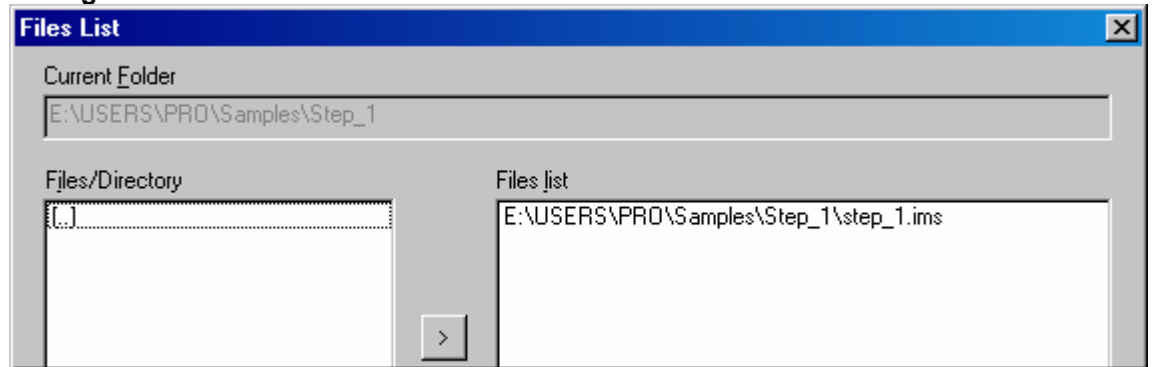 Files List
Current Folder
E:\USERS\PRO\Samples\Step_1
Files/Directory
[..]
>
Files list
E:\USERS\PRO\Samples\Step_1\step_1.ims